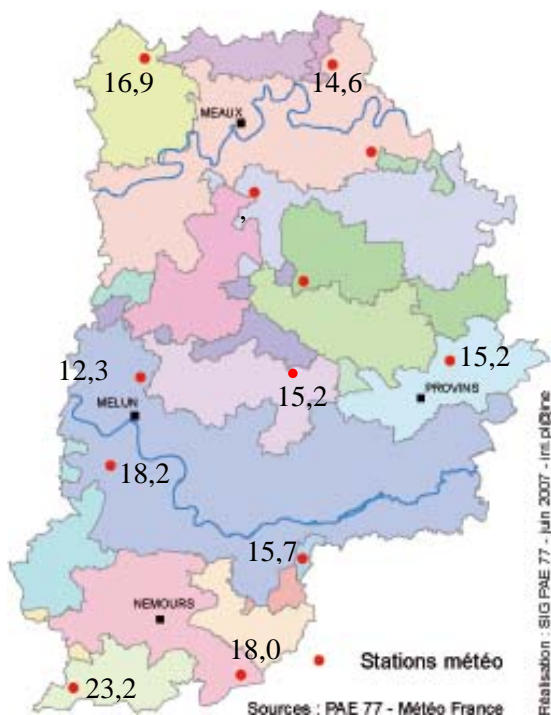 16,9
14,6
MEAUX
,
12,3
15,2
15,2
MELUN
PROVINS
18,2
15,7
NEMOURS
18,0
23,2
Stations météo
Sources : PAE 77 - Météo France
Réalisation : SIG PAE 77 - juin 2007